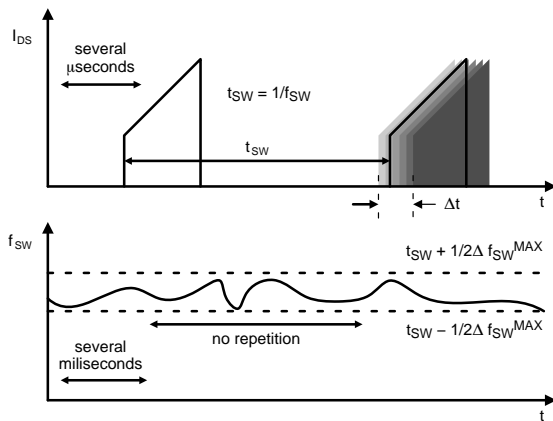 I_DS
several
μseconds
t_SW = 1/f_SW
t_SW
Δt
t
f_SW
t_SW + 1/2Δ f_SW^MAX
no repetition
t_SW – 1/2Δ f_SW^MAX
several
miliseconds
t